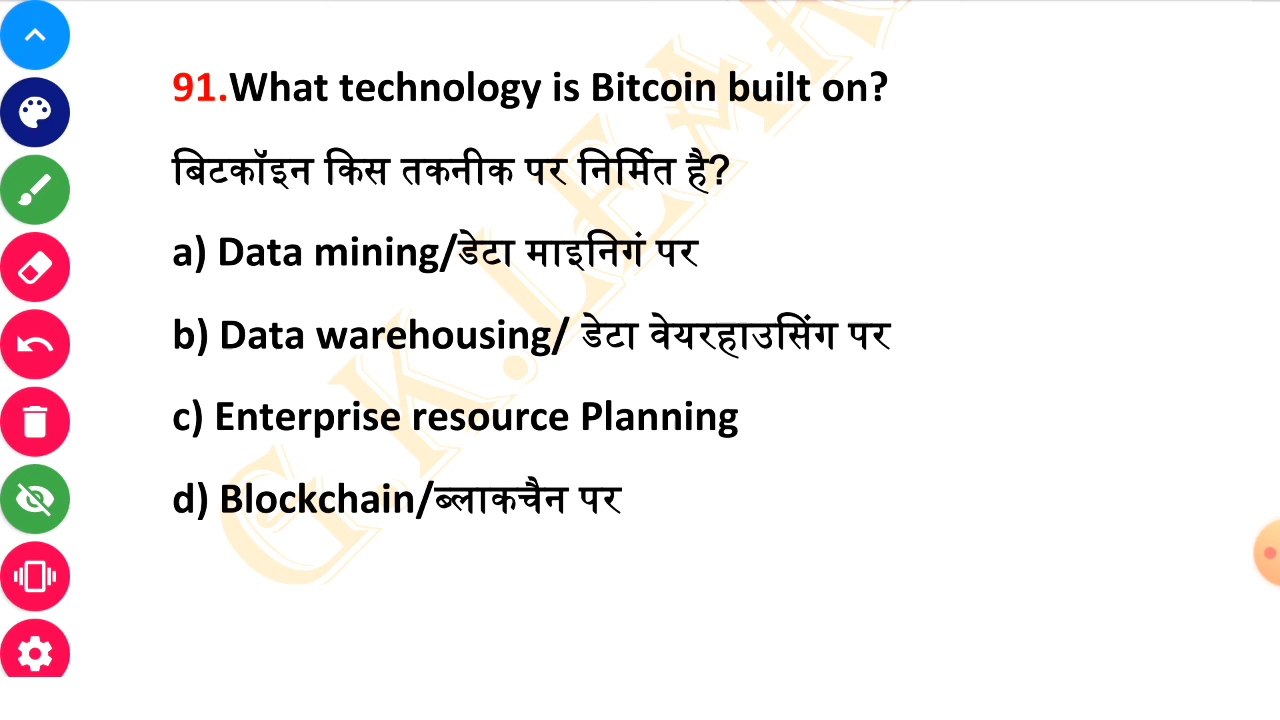 91.What technology is Bitcoin built on?
बिटकॉइन किस तकनीक पर निर्मित है?
a) Data mining/डेटा माइनिगं पर
b) Data warehousing/ डेटा वेयरहाउसिंग पर
c) Enterprise resource Planning
d) Blockchain/ब्लाकचैन पर